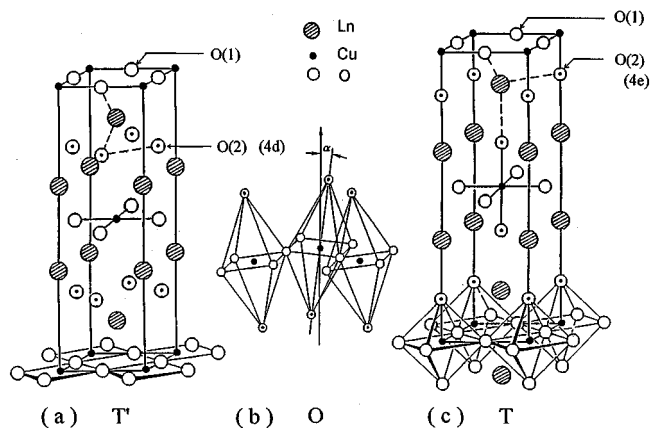 O(1)
Ln
Cu
O
O(2) (4d)
α
O(1)
O(2)
(4e)
(a) T'
(b) O
(c) T